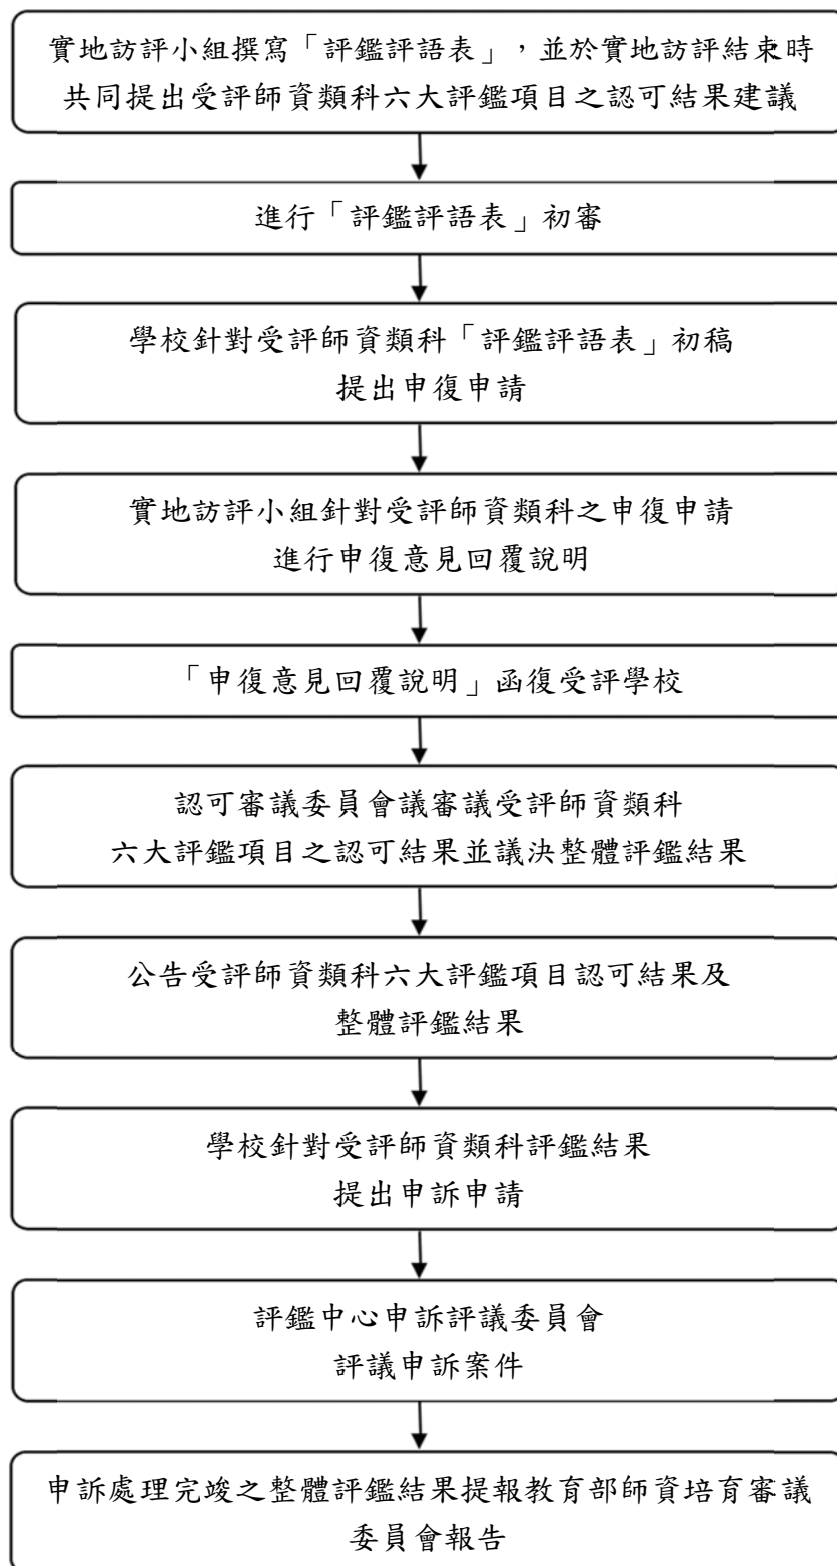 實地訪評小組撰寫「評鑑評語表」，並於實地訪評結束時
共同提出受評師資類科六大評鑑項目之認可結果建議
進行「評鑑評語表」初審
學校針對受評師資類科「評鑑評語表」初稿
提出申復申請
實地訪評小組針對受評師資類科之申復申請
進行申復意見回覆說明
「申復意見回覆說明」函復受評學校
認可審議委員會議審議受評師資類科
六大評鑑項目之認可結果並議決整體評鑑結果
公告受評師資類科六大評鑑項目認可結果及
整體評鑑結果
學校針對受評師資類科評鑑結果
提出申訴申請
評鑑中心申訴評議委員會
評議申訴案件
申訴處理完竣之整體評鑑結果提報教育部師資培育審議
委員會報告